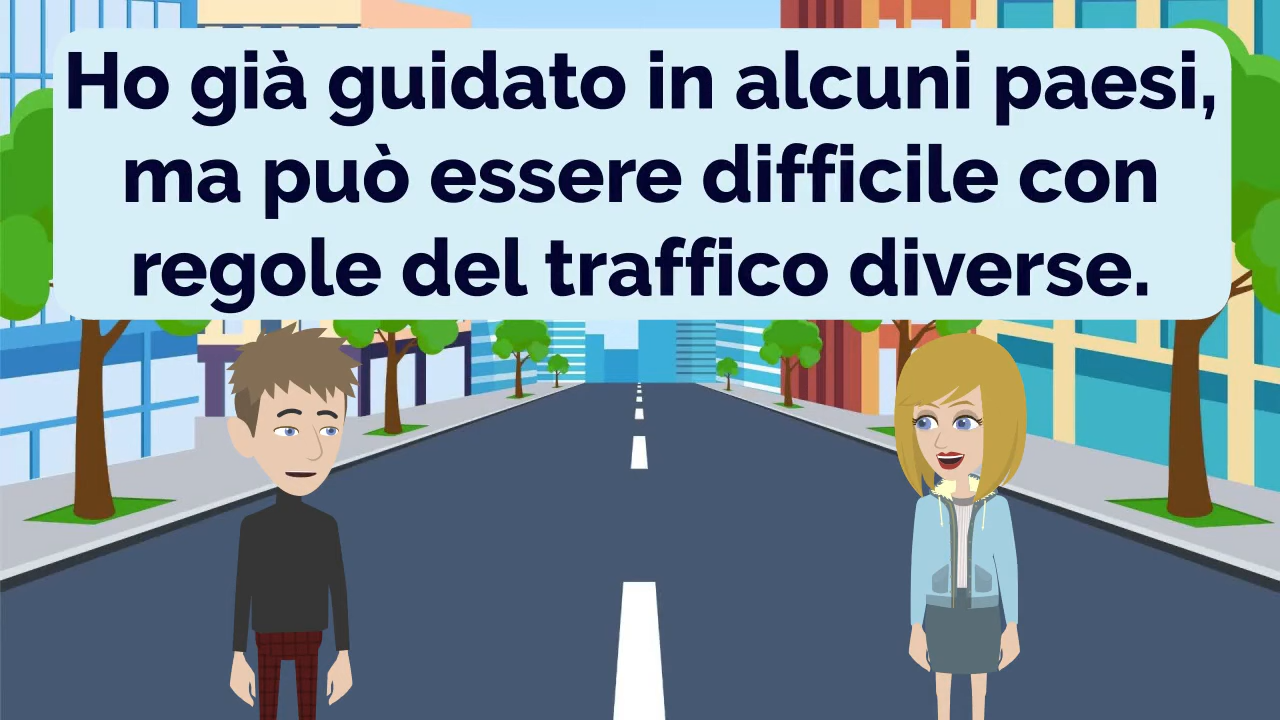 Ho già guidato in alcuni paesi,
ma può essere difficile con
regole del traffico diverse.